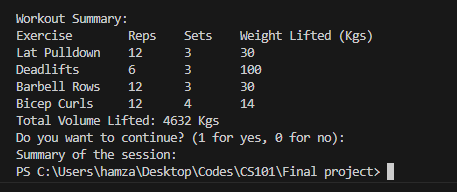 Workout Summary:
Exercise Reps Sets Weight Lifted (Kgs)
Lat Pulldown 12 3 30
Deadlifts 6 3 100
Barbell Rows 12 3 30
Bicep Curls 12 4 14
Total Volume Lifted: 4632 Kgs
Do you want to continue? (1 for yes, 0 for no):
Summary of the session:
PS C:\Users\hamza\Desktop\Codes\CS101\Final project>